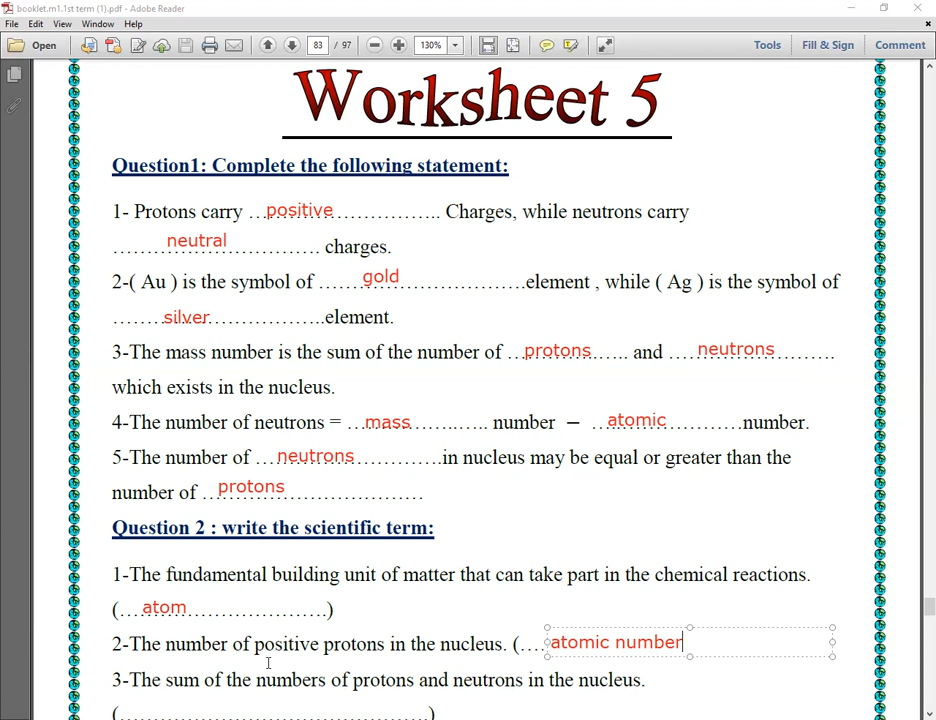 booklet.m1.1st term (1).pdf - Adobe Reader
File Edit View Window Help
Open 83 / 97 130% Tools Fill & Sign Comment
Worksheet 5
Question1: Complete the following statement:
1- Protons carry …positive……………….. Charges, while neutrons carry
………neutral…………… charges.
2-( Au ) is the symbol of ……gold………………….element , while ( Ag ) is the symbol of
………silver………………..element.
3-The mass number is the sum of the number of …protons…… and ….neutrons……….
which exists in the nucleus.
4-The number of neutrons = …mass……..….. number – …atomic…………number.
5-The number of …neutrons……………in nucleus may be equal or greater than the
number of …protons…………………………
Question 2 : write the scientific term:
1-The fundamental building unit of matter that can take part in the chemical reactions.
(….atom…………………………….)
2-The number of positive protons in the nucleus. (….atomic number
3-The sum of the numbers of protons and neutrons in the nucleus.
(…………………………………………….)